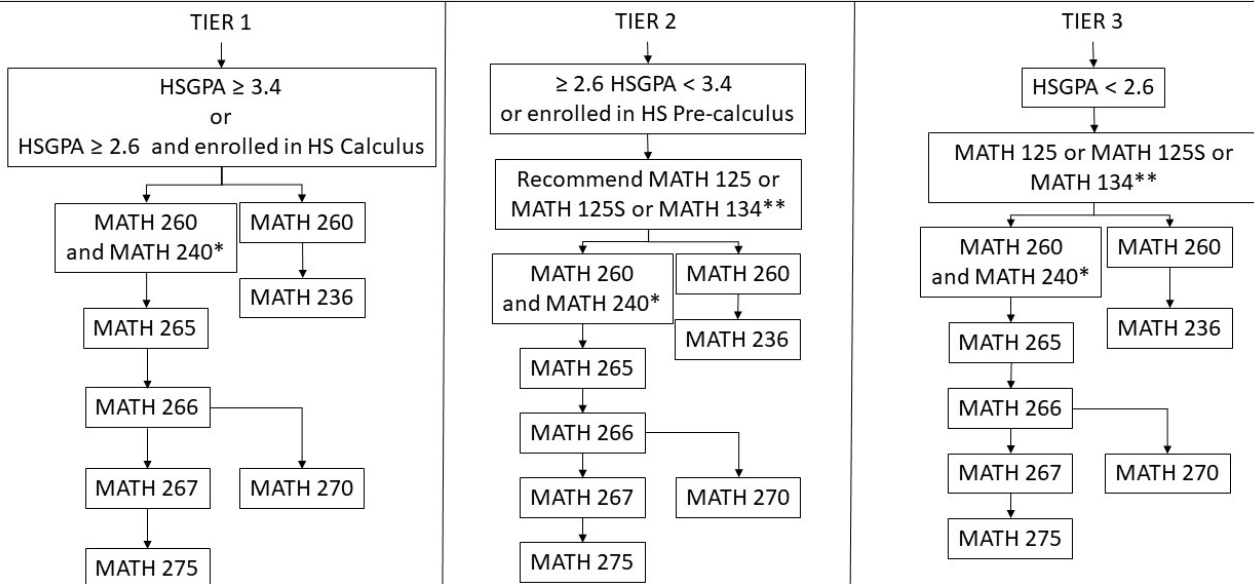 TIER 1
HSGPA ≥ 3.4
or
HSGPA ≥ 2.6 and enrolled in HS Calculus
MATH 260
and MATH 240*
MATH 260
MATH 236
MATH 265
MATH 266
MATH 267
MATH 270
MATH 275
TIER 2
≥ 2.6 HSGPA < 3.4
or enrolled in HS Pre-calculus
Recommend MATH 125 or
MATH 125S or MATH 134**
MATH 260
and MATH 240*
MATH 260
MATH 236
MATH 265
MATH 266
MATH 267
MATH 270
MATH 275
TIER 3
HSGPA < 2.6
MATH 125 or MATH 125S or
MATH 134**
MATH 260
and MATH 240*
MATH 260
MATH 236
MATH 265
MATH 266
MATH 267
MATH 270
MATH 275